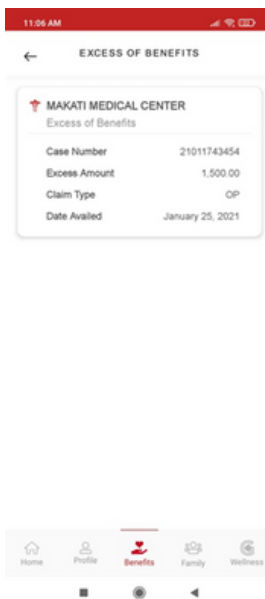 11:06 AM
EXCESS OF BENEFITS
MAKATI MEDICAL CENTER
Excess of Benefits
Case Number 21011743454
Excess Amount 1,500.00
Claim Type OP
Date Availed January 25, 2021
Home Profile Benefits Family Wellness